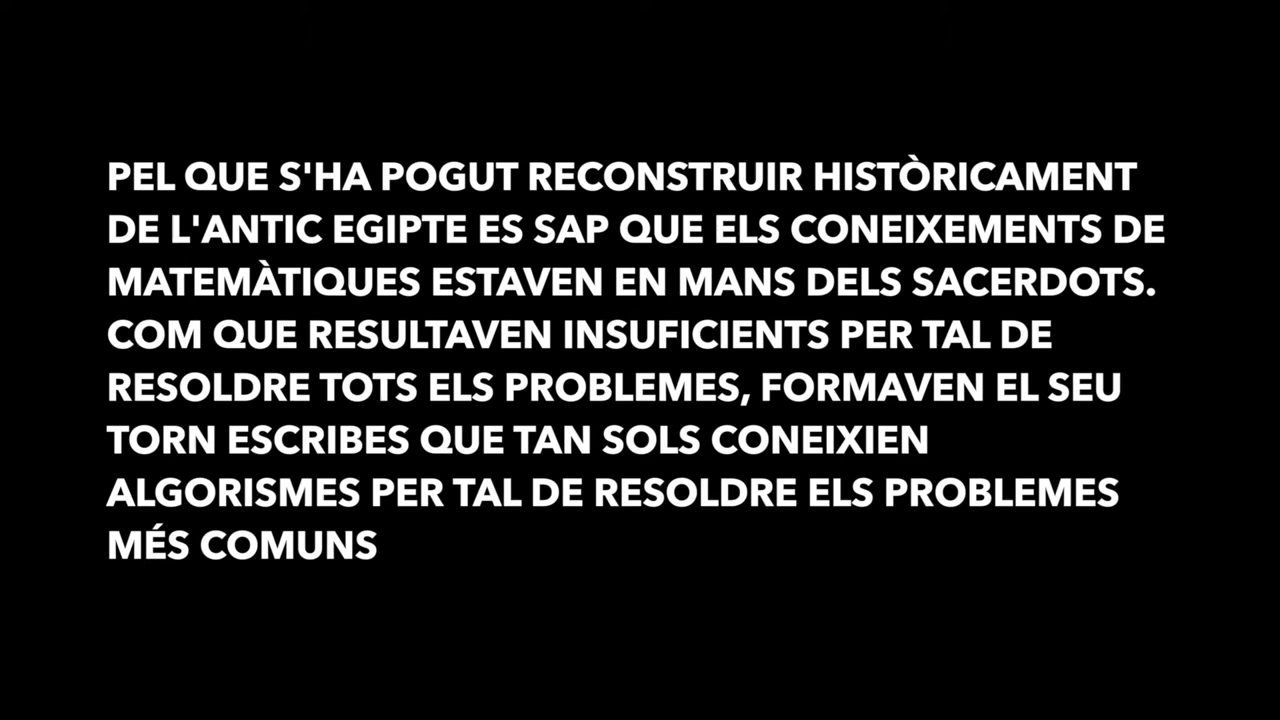 PEL QUE S'HA POGUT RECONSTRUIR HISTÒRICAMENT
DE L'ANTIC EGIPTE ES SAP QUE ELS CONEIXEMENTS DE
MATEMÀTIQUES ESTAVEN EN MANS DELS SACERDOTS.
COM QUE RESULTAVEN INSUFICIENTS PER TAL DE
RESOLDRE TOTS ELS PROBLEMES, FORMAVEN EL SEU
TORN ESCRIBES QUE TAN SOLS CONEIXIEN
ALGORISMES PER TAL DE RESOLDRE ELS PROBLEMES
MÉS COMUNS